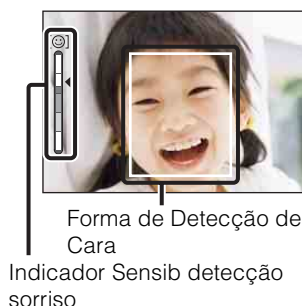 Forma de Detecção de
Cara
Indicador Sensib detecção
sorriso